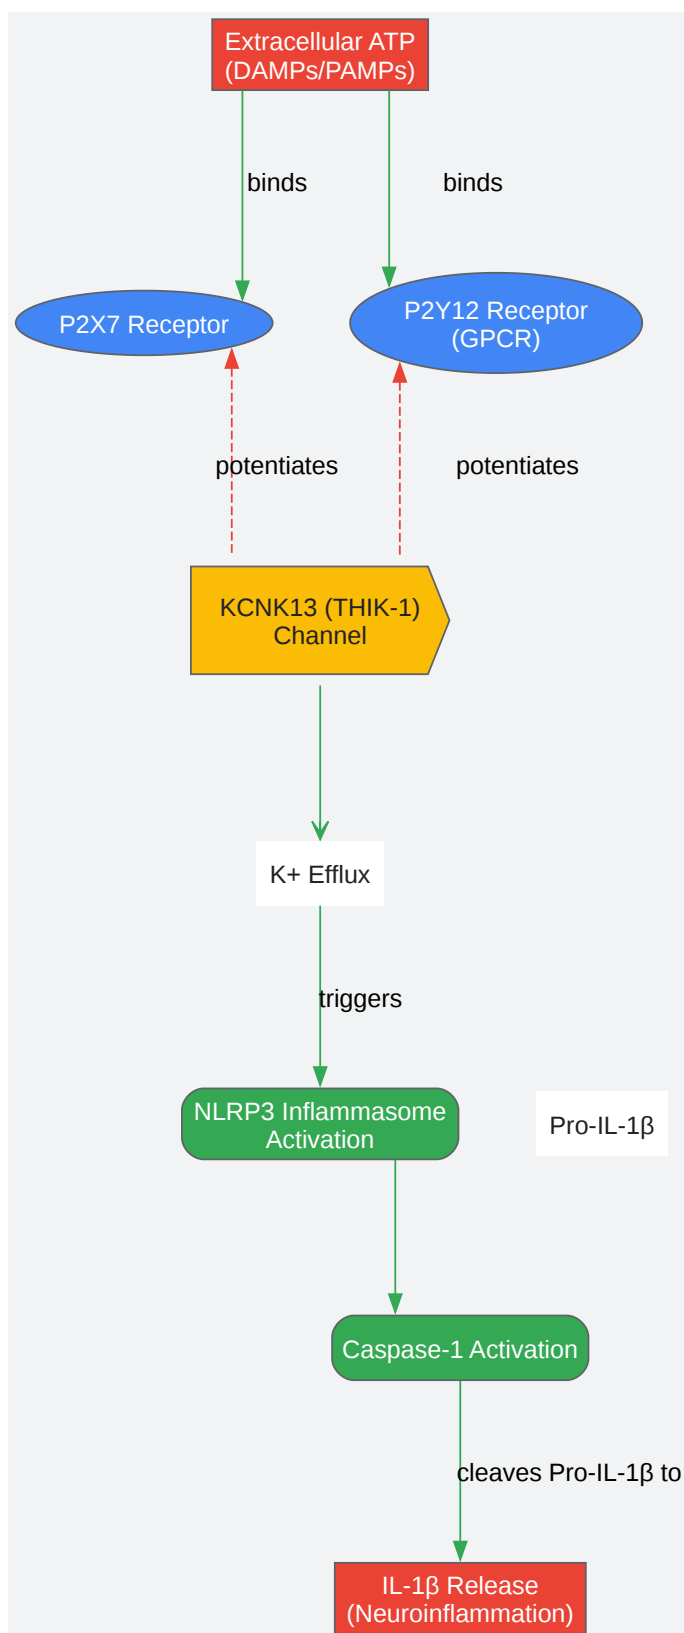 Extracellular ATP
(DAMPs/PAMPs)
binds
binds
P2X7 Receptor
P2Y12 Receptor
(GPCR)
potentiates
potentiates
KCNK13 (THIK-1)
Channel
K+ Efflux
triggers
NLRP3 Inflammasome
Activation
Pro-IL-1β
Caspase-1 Activation
cleaves Pro-IL-1β to
IL-1β Release
(Neuroinflammation)